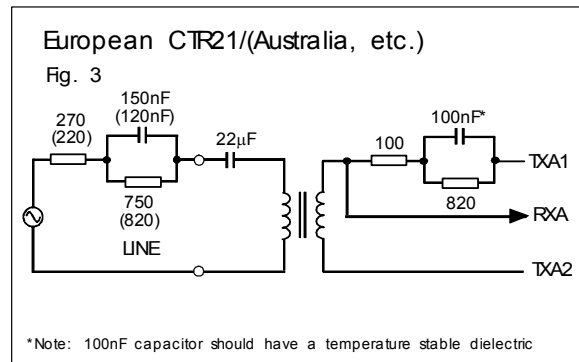 European CTR21/(Australia, etc.)
Fig. 3
150nF
(120nF)
270
(220)
22µF
100nF*
100
TXA1
750
(820)
820
RXA
LINE
TXA2
*Note: 100nF capacitor should have a temperature stable dielectric